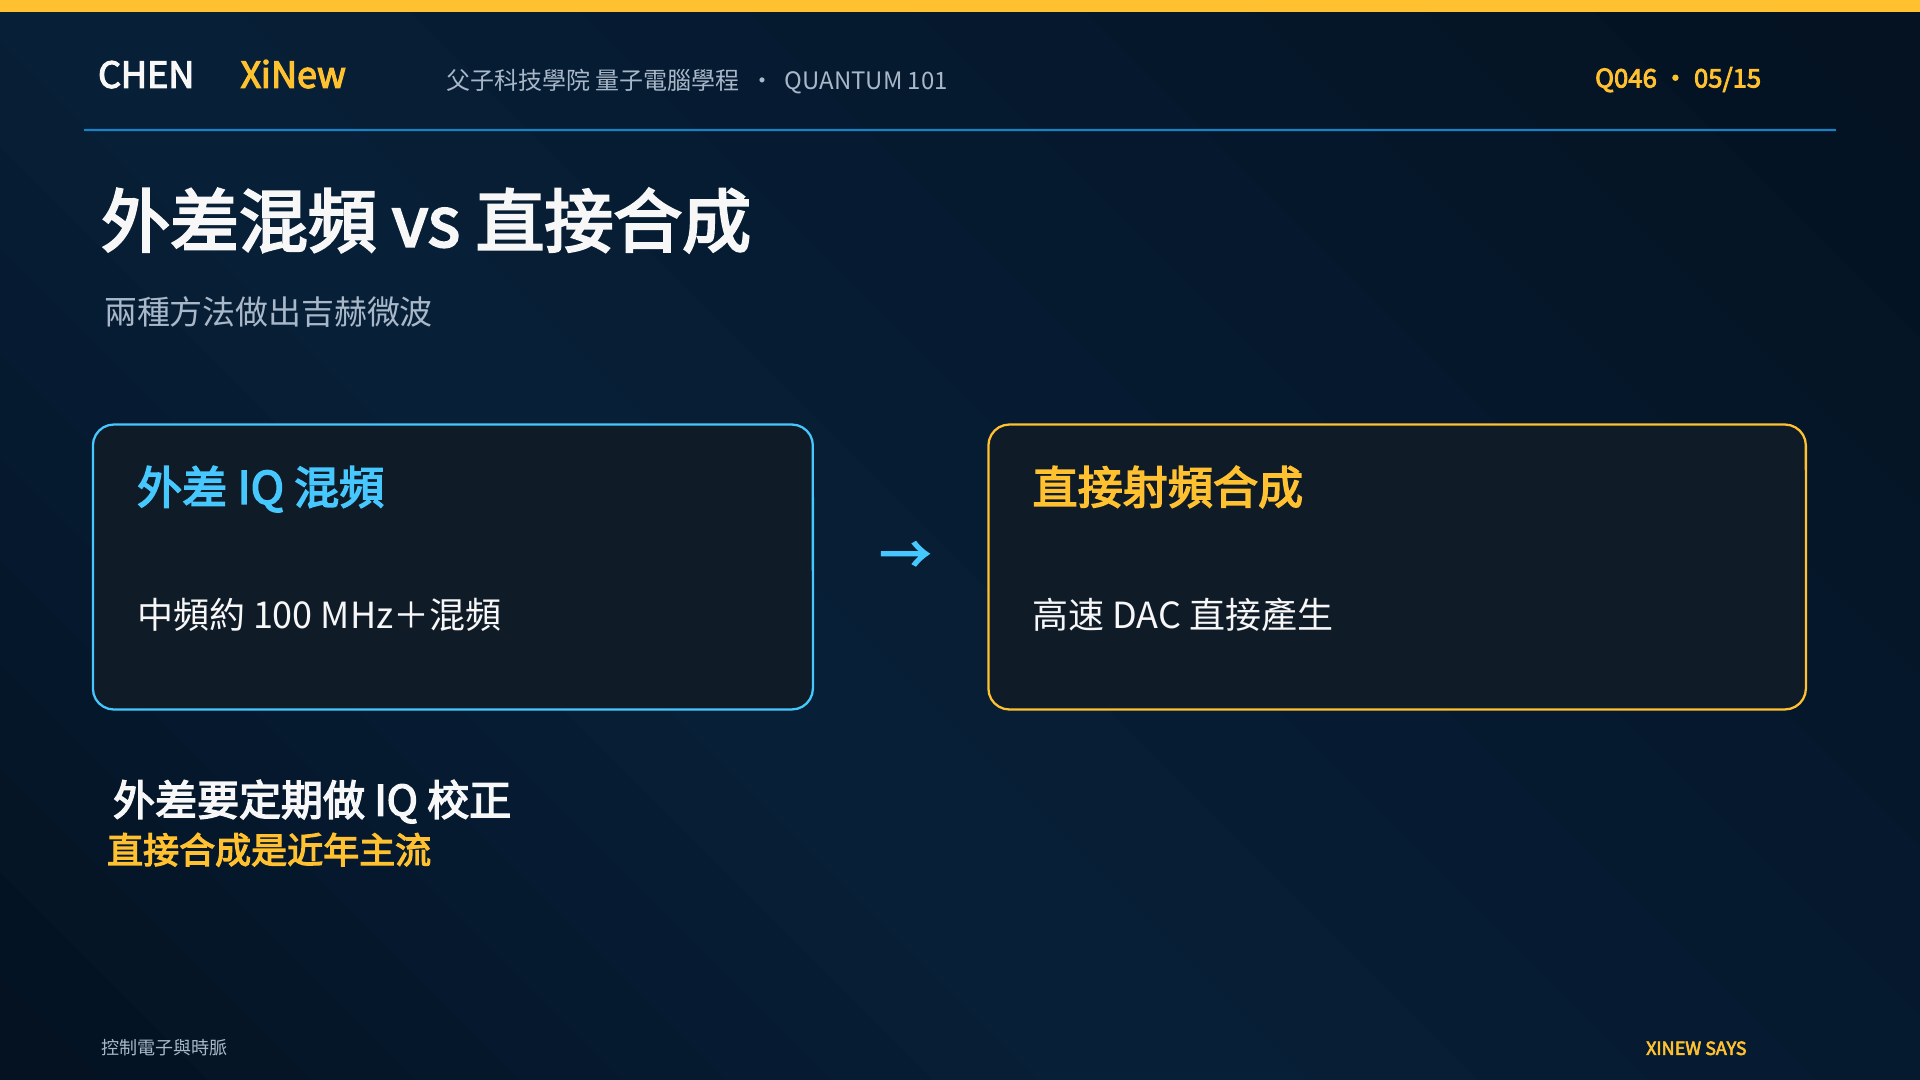 CHEN XiNew 父子科技學院 量子電腦學程 · QUANTUM 101 Q046 · 05/15
外差混頻 vs 直接合成
兩種方法做出吉赫微波
外差 IQ 混頻
中頻約 100 MHz＋混頻
→
直接射頻合成
高速 DAC 直接產生
外差要定期做 IQ 校正
直接合成是近年主流
控制電子與時脈
XINEW SAYS